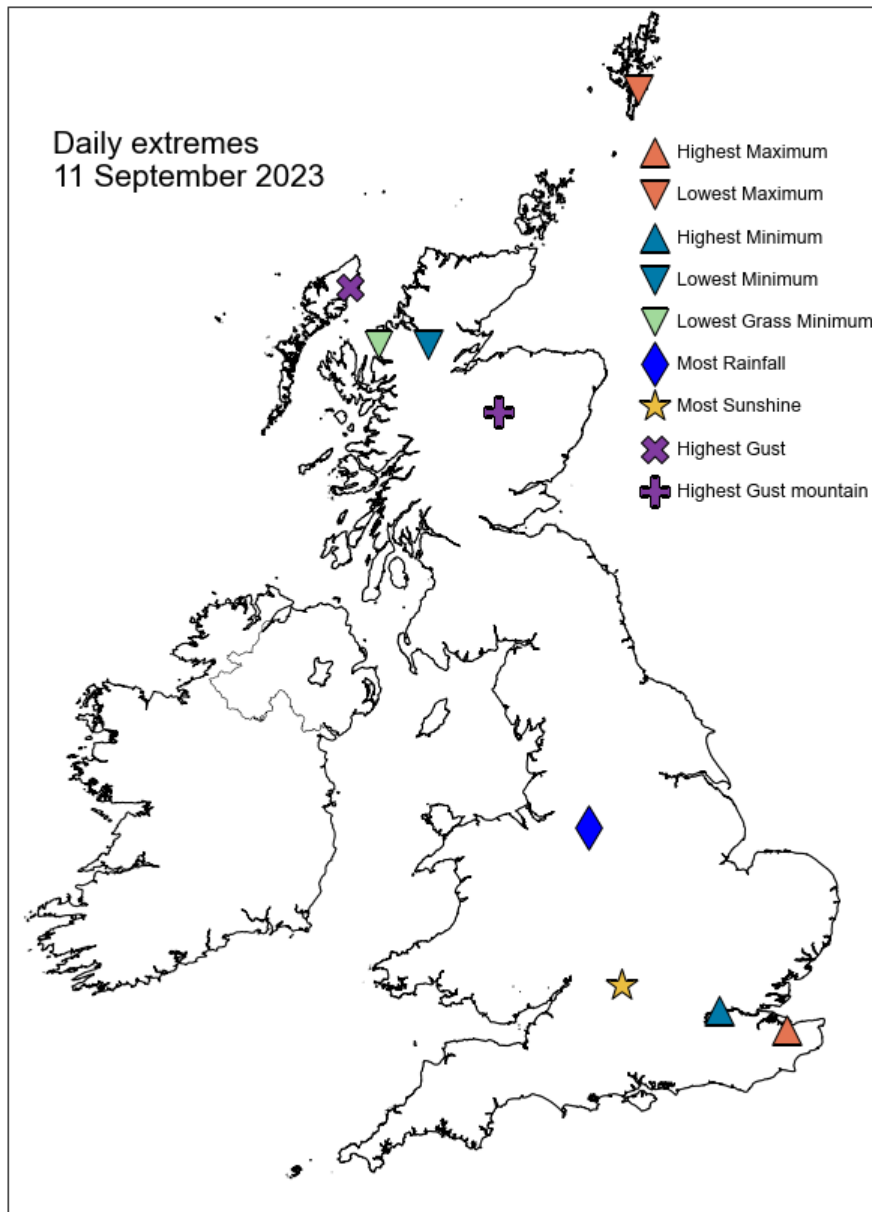 Daily extremes
11 September 2023
Highest Maximum
Lowest Maximum
Highest Minimum
Lowest Minimum
Lowest Grass Minimum
Most Rainfall
Most Sunshine
Highest Gust
Highest Gust mountain